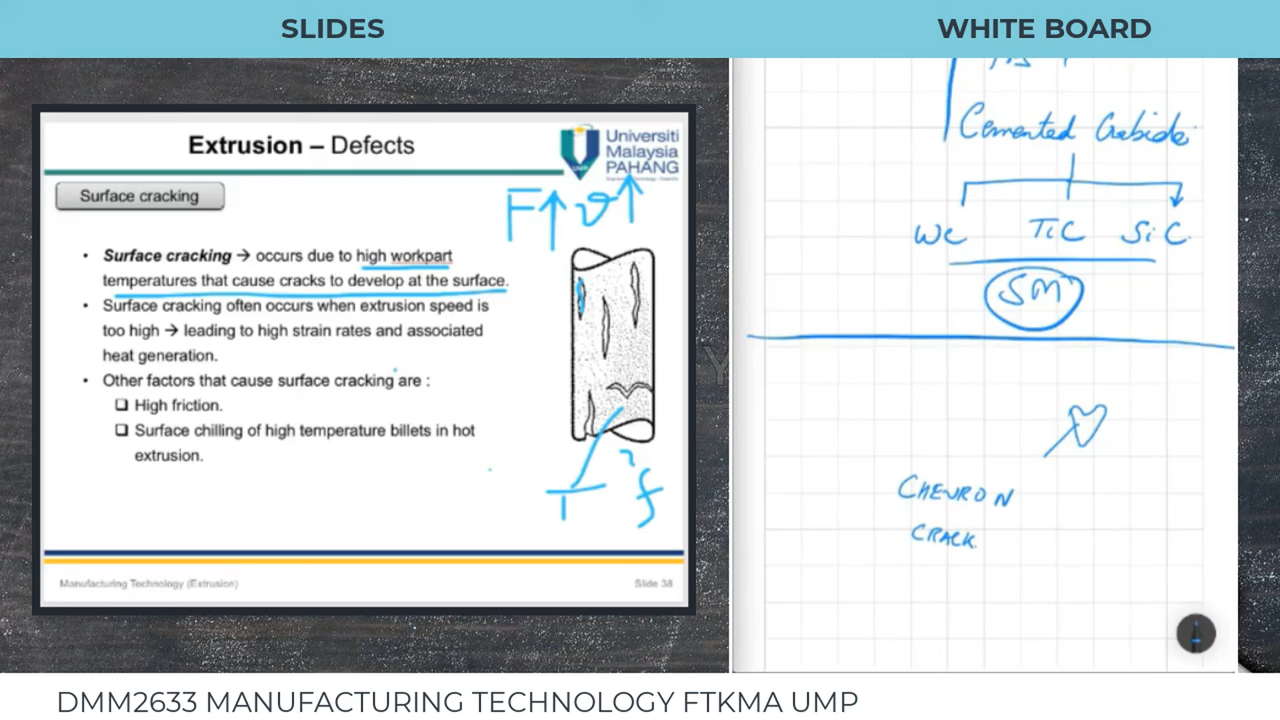 SLIDES
WHITE BOARD
Extrusion – Defects
Universiti
Malaysia
PAHANG
Surface cracking
• Surface cracking → occurs due to high workpart
temperatures that cause cracks to develop at the surface.
• Surface cracking often occurs when extrusion speed is
too high → leading to high strain rates and associated
heat generation.
• Other factors that cause surface cracking are :
❑ High friction.
❑ Surface chilling of high temperature billets in hot
extrusion.
F↑ v↑
T
f
Manufacturing Technology (Extrusion)
Slide 38
Cemented Carbide
WC TiC SiC
SM
CHEVRON
CRACK
DMM2633 MANUFACTURING TECHNOLOGY FTKMA UMP